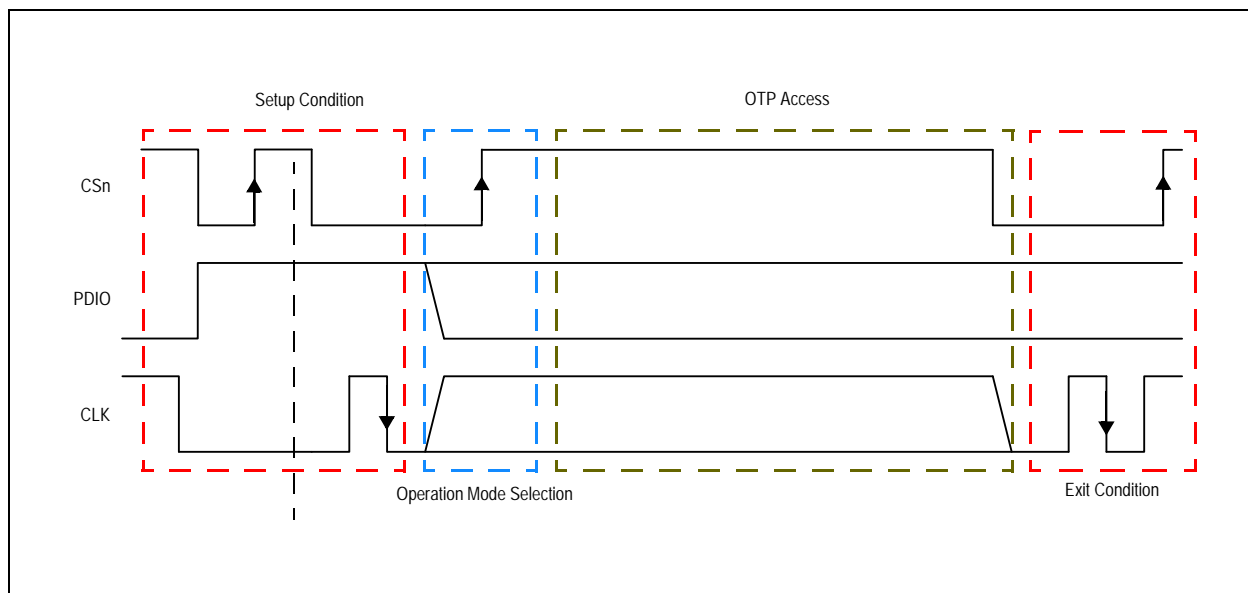 Setup Condition
OTP Access
CSn
PDIO
CLK
Operation Mode Selection
Exit Condition